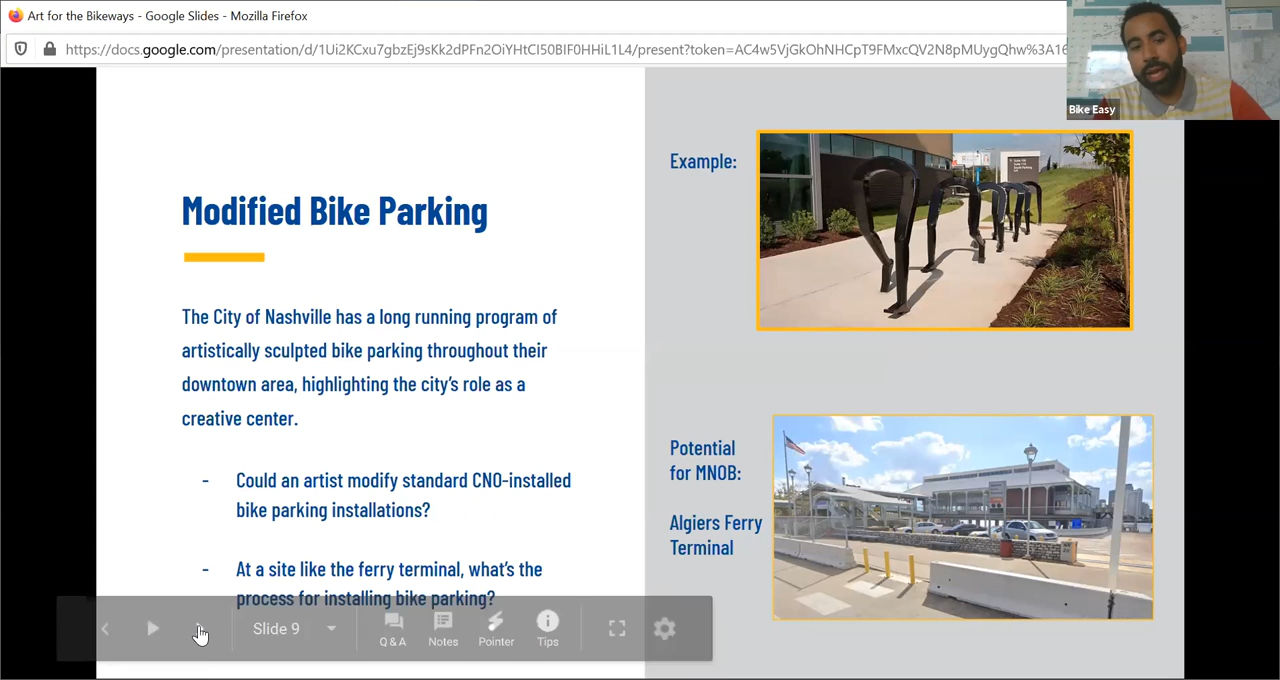 Art for the Bikeways - Google Slides - Mozilla Firefox
https://docs.google.com/presentation/d/1Ui2KCxu7gbzEj9sKk2dPFn2OiYHtCI50BIF0HHiL1L4/present?token=AC4w5VjGkOhNHCpT9FMxcQV2N8pMUygQhw%3A16
Bike Easy
Modified Bike Parking
The City of Nashville has a long running program of
artistically sculpted bike parking throughout their
downtown area, highlighting the city's role as a
creative center.
- Could an artist modify standard CNO-installed
bike parking installations?
- At a site like the ferry terminal, what's the
process for installing bike parking?
Example:
Potential
for MNOB:
Algiers Ferry
Terminal
Slide 9
Q & A
Notes
Pointer
Tips